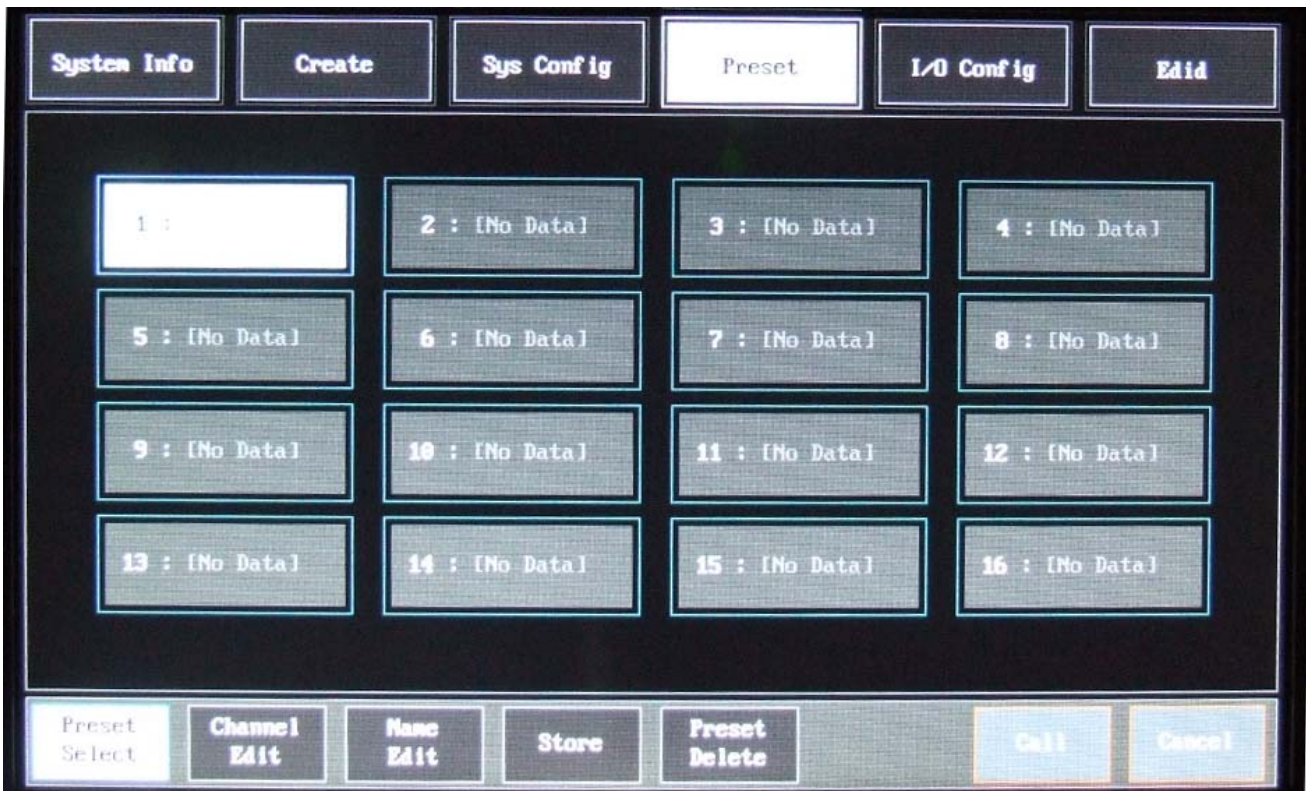 System Info Create Sys Config Preset I/O Config Edid
1 : 2 : [No Data] 3 : [No Data] 4 : [No Data]
5 : [No Data] 6 : [No Data] 7 : [No Data] 8 : [No Data]
9 : [No Data] 10 : [No Data] 11 : [No Data] 12 : [No Data]
13 : [No Data] 14 : [No Data] 15 : [No Data] 16 : [No Data]
Preset Select Channel Edit Name Edit Store Preset Delete Call Cancel